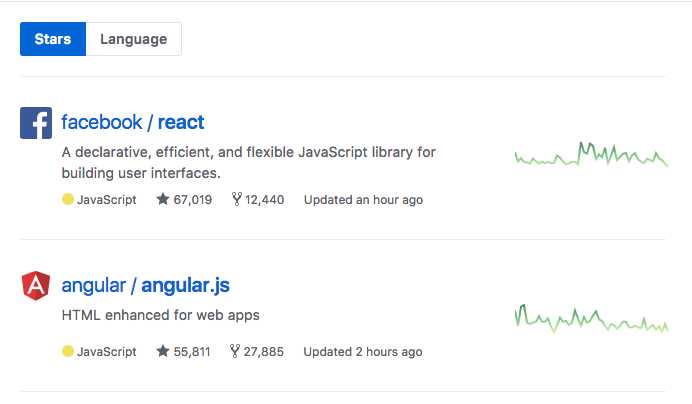 Stars Language
facebook / react
A declarative, efficient, and flexible JavaScript library for
building user interfaces.
JavaScript 67,019 12,440 Updated an hour ago
angular / angular.js
HTML enhanced for web apps
JavaScript 55,811 27,885 Updated 2 hours ago